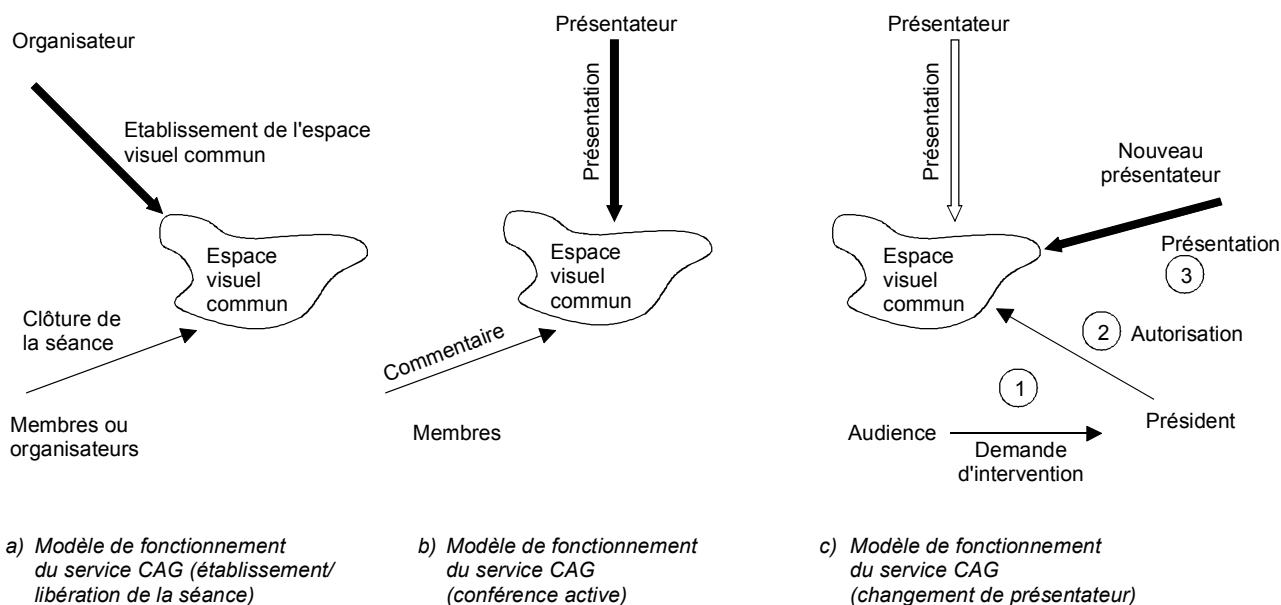 Organisateur
Etablissement de l'espace
visuel commun
Espace
visuel
commun
Clôture de
la séance
Membres ou
organisateurs
a) Modèle de fonctionnement
du service CAG (établissement/
libération de la séance)
Présentateur
Présentation
Espace
visuel
commun
Commentaire
Membres
b) Modèle de fonctionnement
du service CAG
(conférence active)
Présentateur
Présentation
Nouveau
présentateur
Espace
visuel
commun
Présentation
3
2 Autorisation
1
Président
Audience
Demande
d'intervention
c) Modèle de fonctionnement
du service CAG
(changement de présentateur)